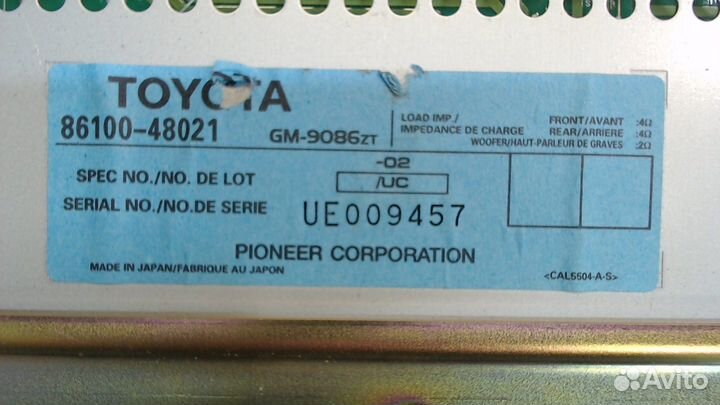 TOYOTA
86100-48021 GM-9086ZT
LOAD IMP./ FRONT/AVANT :4Ω
IMPEDANCE DE CHARGE REAR/ARRIERE :4Ω
WOOFER/HAUT-PARLEUR DE GRAVES :2Ω
-02
SPEC NO./NO. DE LOT /UC
SERIAL NO./NO.DE SERIE UE009457
PIONEER CORPORATION
MADE IN JAPAN/FABRIQUE AU JAPON <CAL5504-A-S>
Avito